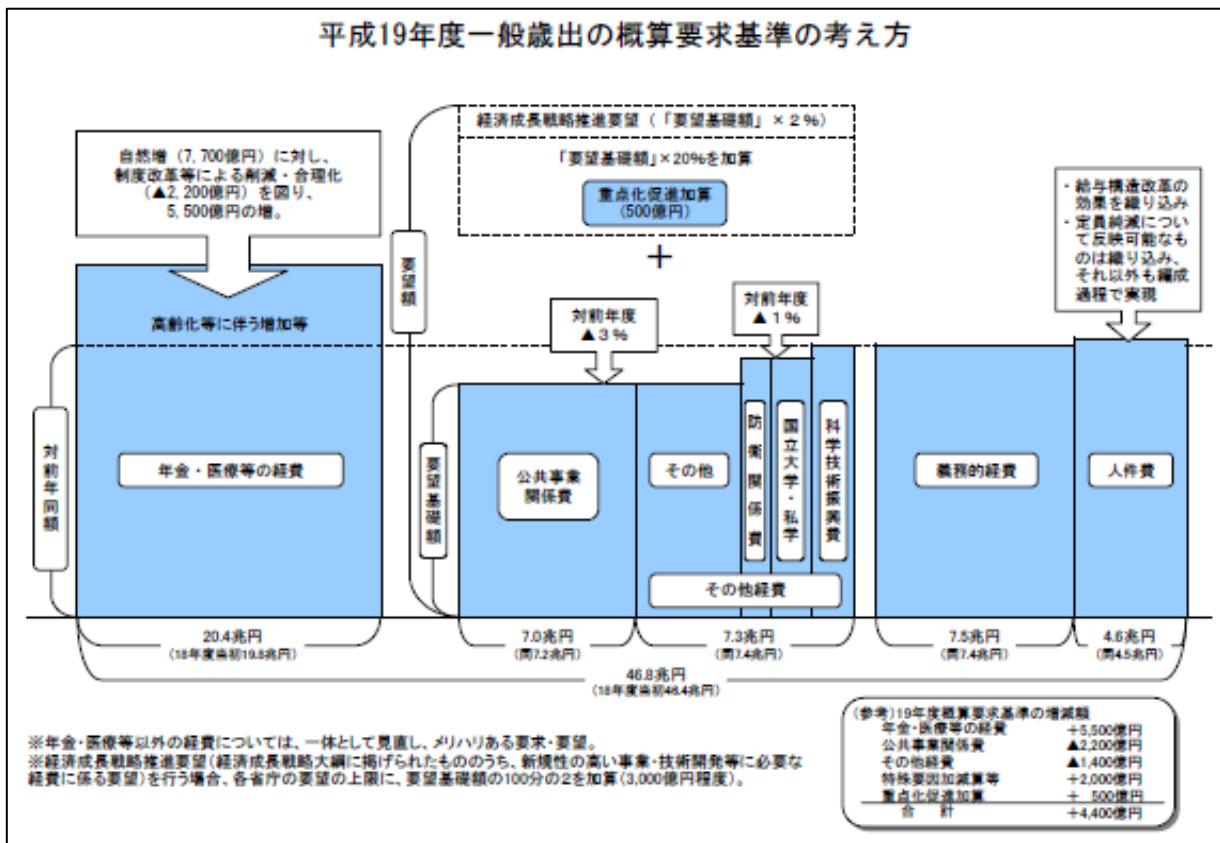 平成19年度一般歳出の概算要求基準の考え方
自然増(7,700億円)に対し、
制度改革等による削減・合理化
(▲2,200億円)を図り、
5,500億円の増。
経済成長戦略推進要望(「要望基礎額」×2%)
「要望基礎額」×20%を加算
重点化促進加算
(500億円)
+
・給与構造改革の
効果を織り込み
・定員純減につい
て反映可能なも
のは織り込み、
それ以外も編成
過程で実現
要望額
対前年度
▲3%
対前年度
▲1%
高齢化等に伴う増加等
対前年同額
年金・医療等の経費
要望基礎額
公共事業
関係費
その他
防衛関係費
国立大学・私学
科学技術振興費
義務的経費
人件費
その他経費
20.4兆円
(18年度当初19.8兆円)
7.0兆円
(同7.2兆円)
7.3兆円
(同7.4兆円)
7.5兆円
(同7.4兆円)
4.6兆円
(同4.5兆円)
46.8兆円
(18年度当初46.4兆円)
※年金・医療等以外の経費については、一体として見直し、メリハリある要求・要望。
※経済成長戦略推進要望(経済成長戦略大綱に掲げられたもののうち、新規性の高い事業・技術開発等に必要な
経費に係る要望)を行う場合、各省庁の要望の上限に、要望基礎額の100分の2を加算(3,000億円程度)。
(参考)19年度概算要求基準の増減額
年金・医療等の経費 +5,500億円
公共事業関係費 ▲2,200億円
その他経費 ▲1,400億円
特殊要因加減算等 +2,000億円
重点化促進加算 + 500億円
合 計 +4,400億円